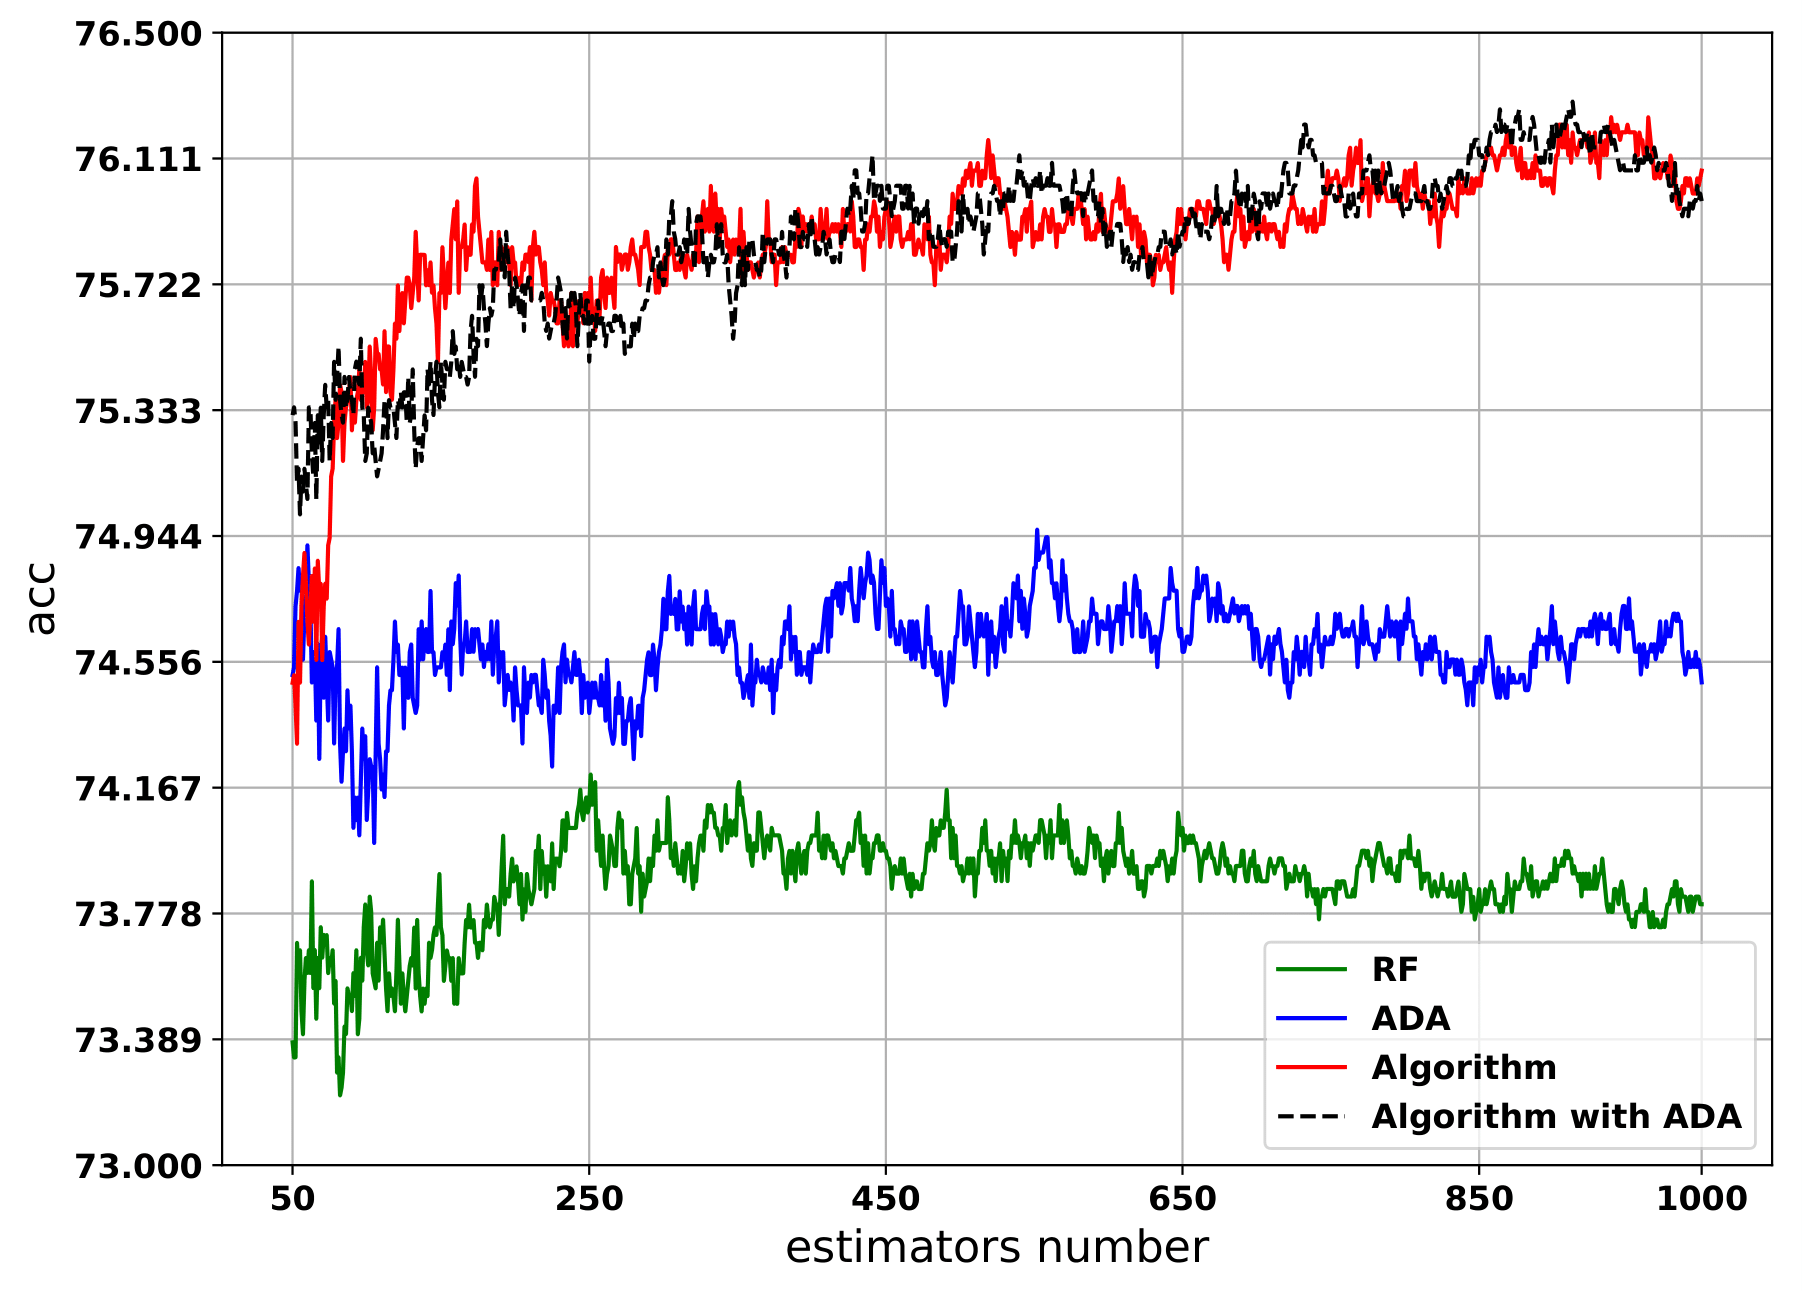 76.500
76.111
75.722
75.333
74.944
74.556
74.167
73.778
73.389
73.000
acc
50 250 450 650 850 1000
estimators number
RF
ADA
Algorithm
Algorithm with ADA